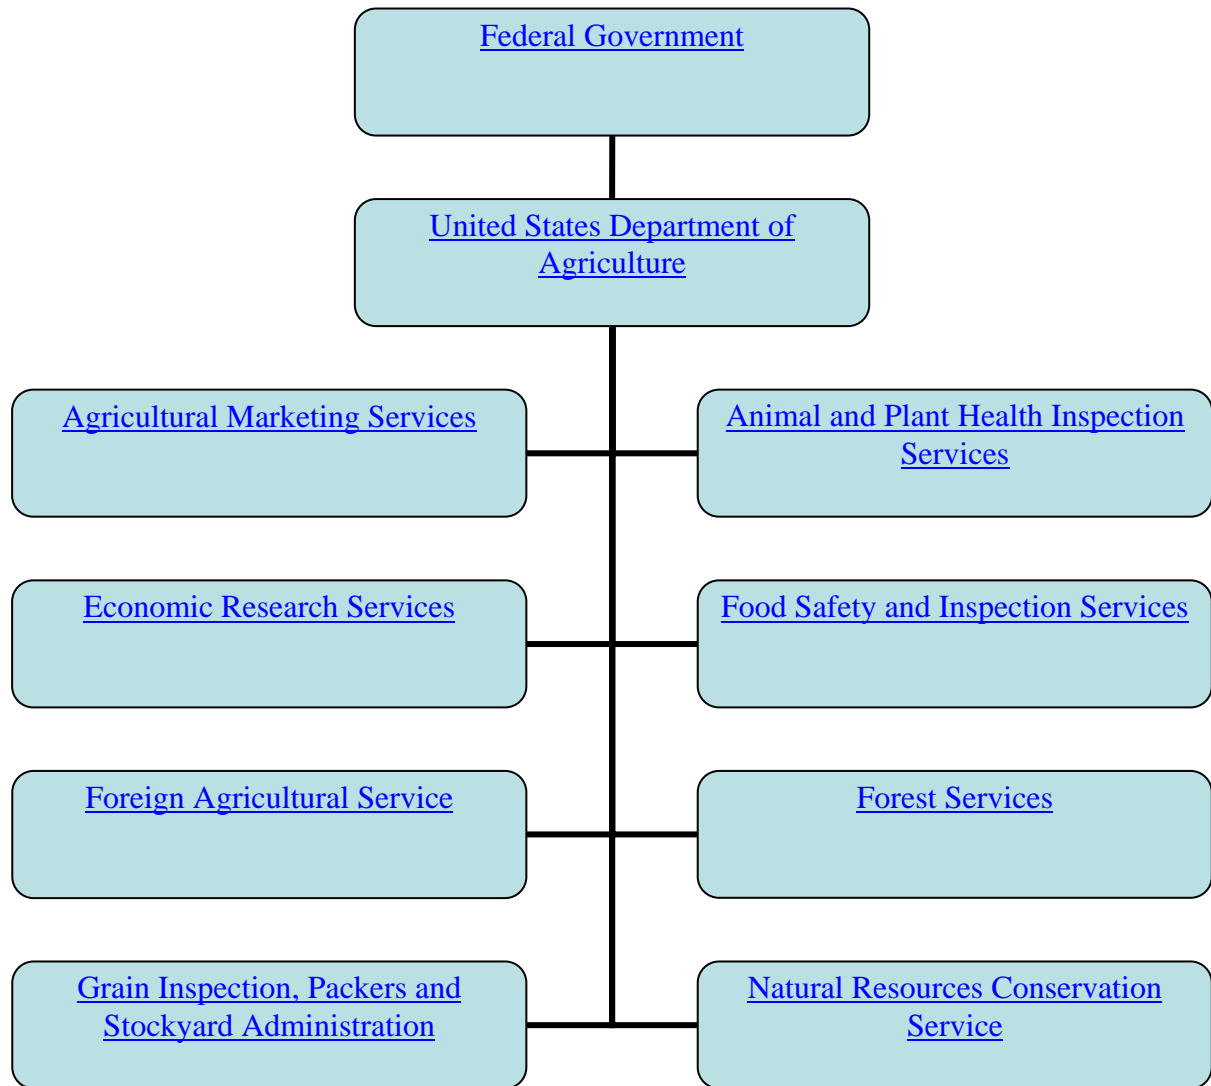 Federal Government
United States Department of
Agriculture
Agricultural Marketing Services
Animal and Plant Health Inspection
Services
Economic Research Services
Food Safety and Inspection Services
Foreign Agricultural Service
Forest Services
Grain Inspection, Packers and
Stockyard Administration
Natural Resources Conservation
Service